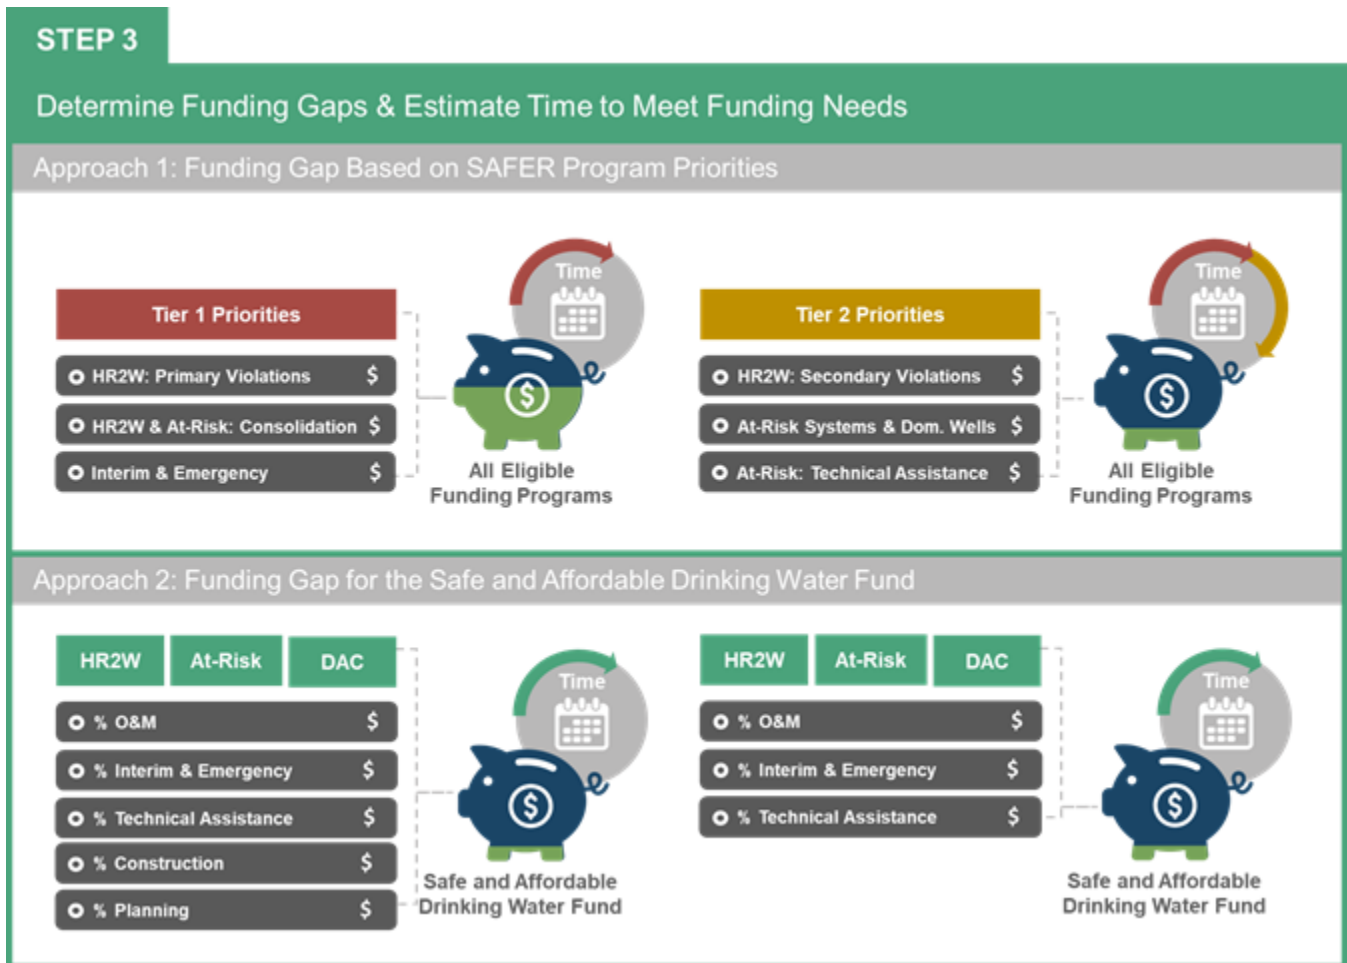 STEP 3
Determine Funding Gaps & Estimate Time to Meet Funding Needs
Approach 1: Funding Gap Based on SAFER Program Priorities
Tier 1 Priorities
HR2W: Primary Violations $
HR2W & At-Risk: Consolidation $
Interim & Emergency $
Time
$
All Eligible
Funding Programs
Tier 2 Priorities
HR2W: Secondary Violations $
At-Risk Systems & Dom. Wells $
At-Risk: Technical Assistance $
Time
$
All Eligible
Funding Programs
Approach 2: Funding Gap for the Safe and Affordable Drinking Water Fund
HR2W At-Risk DAC
% O&M $
% Interim & Emergency $
% Technical Assistance $
% Construction $
% Planning $
Time
$
Safe and Affordable
Drinking Water Fund
HR2W At-Risk DAC
% O&M $
% Interim & Emergency $
% Technical Assistance $
Time
$
Safe and Affordable
Drinking Water Fund